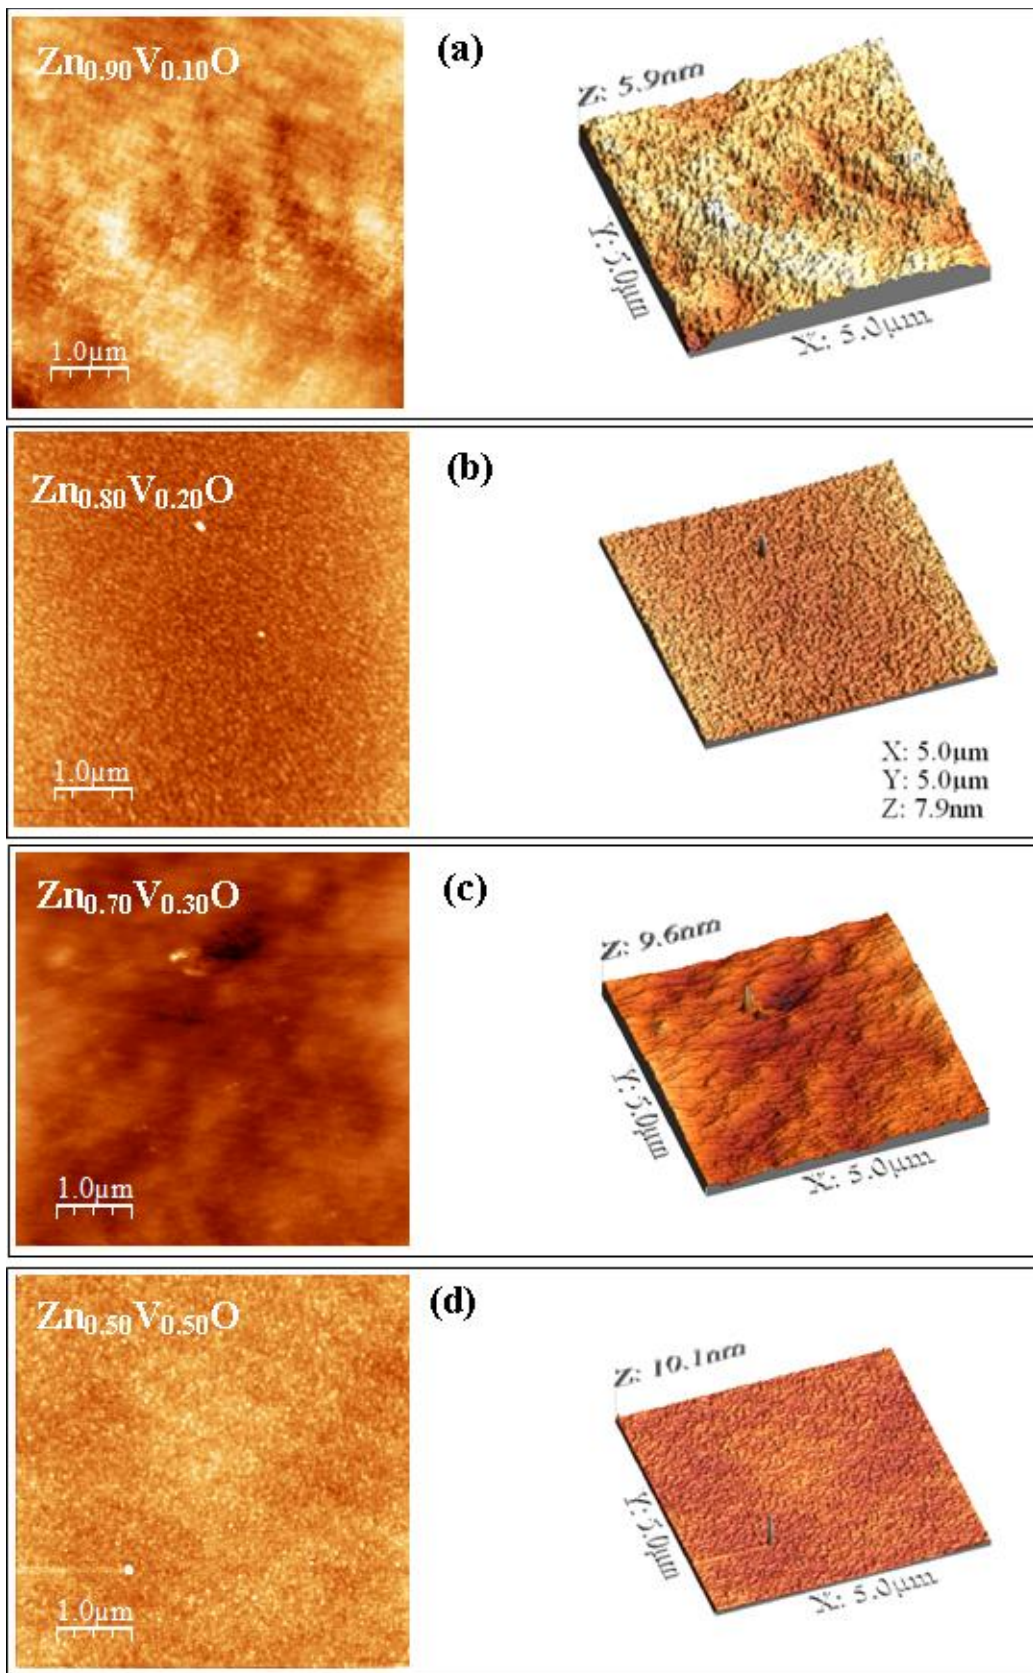 Zn0.90V0.10O
(a)
Z: 5.9nm
Y: 5.0µm
X: 5.0µm
1.0µm
Zn0.80V0.20O
(b)
1.0µm
X: 5.0µm
Y: 5.0µm
Z: 7.9nm
Zn0.70V0.30O
(c)
Z: 9.6nm
Y: 5.0µm
X: 5.0µm
1.0µm
Zn0.50V0.50O
(d)
Z: 10.1nm
Y: 5.0µm
X: 5.0µm
1.0µm